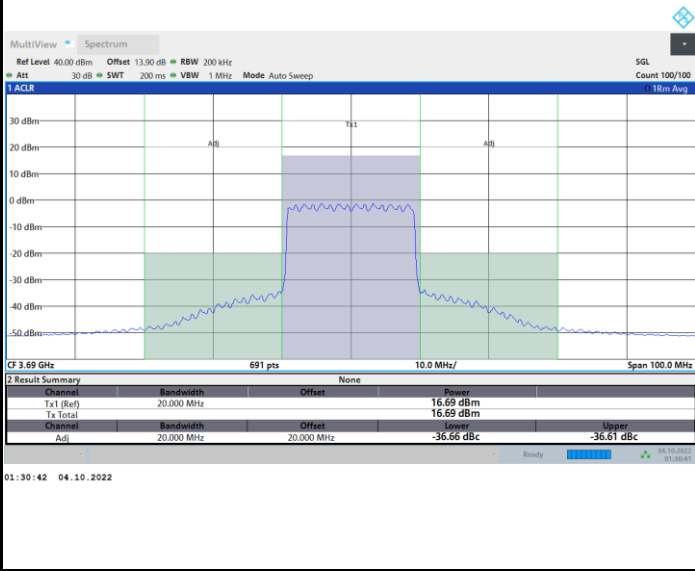 MultiView Spectrum
Ref Level 40.00 dBm Offset 13.90 dB RBW 200 kHz SGL
Att 30 dB SWT 200 ms VBW 1 MHz Mode Auto Sweep Count 100/100
1 ACLR 1Rm Avg
30 dBm
Tx1
20 dBm
Adj Adj
10 dBm
0 dBm
-10 dBm
-20 dBm
-30 dBm
-40 dBm
-50 dBm
CF 3.69 GHz 691 pts 10.0 MHz/ Span 100.0 MHz
2 Result Summary None
Channel Bandwidth Offset Power
Tx1 (Ref) 20.000 MHz 16.69 dBm
Tx Total 16.69 dBm
Channel Bandwidth Offset Lower Upper
Adj 20.000 MHz 20.000 MHz -36.66 dBc -36.61 dBc
Ready 04.10.2022
01:30:41
01:30:42 04.10.2022